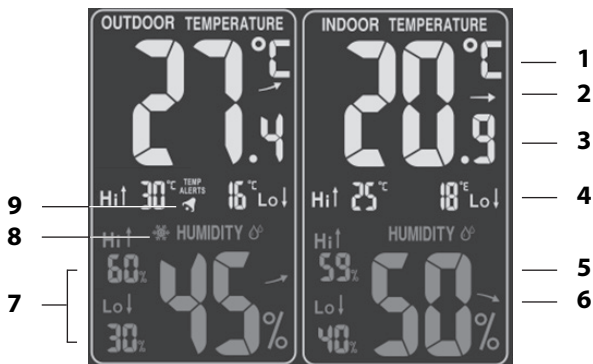 OUTDOOR TEMPERATURE
27.4 °C
Hi↑ 30°C TEMP ALERTS 16°C Lo↓
Hi↑ HUMIDITY
60%
45%
Lo↓
30%
INDOOR TEMPERATURE
20.9 °C
Hi↑ 25°C 18°E Lo↓
Hi↑ HUMIDITY
59%
50%
Lo↓
40%
1
2
3
4
5
6
7
8
9